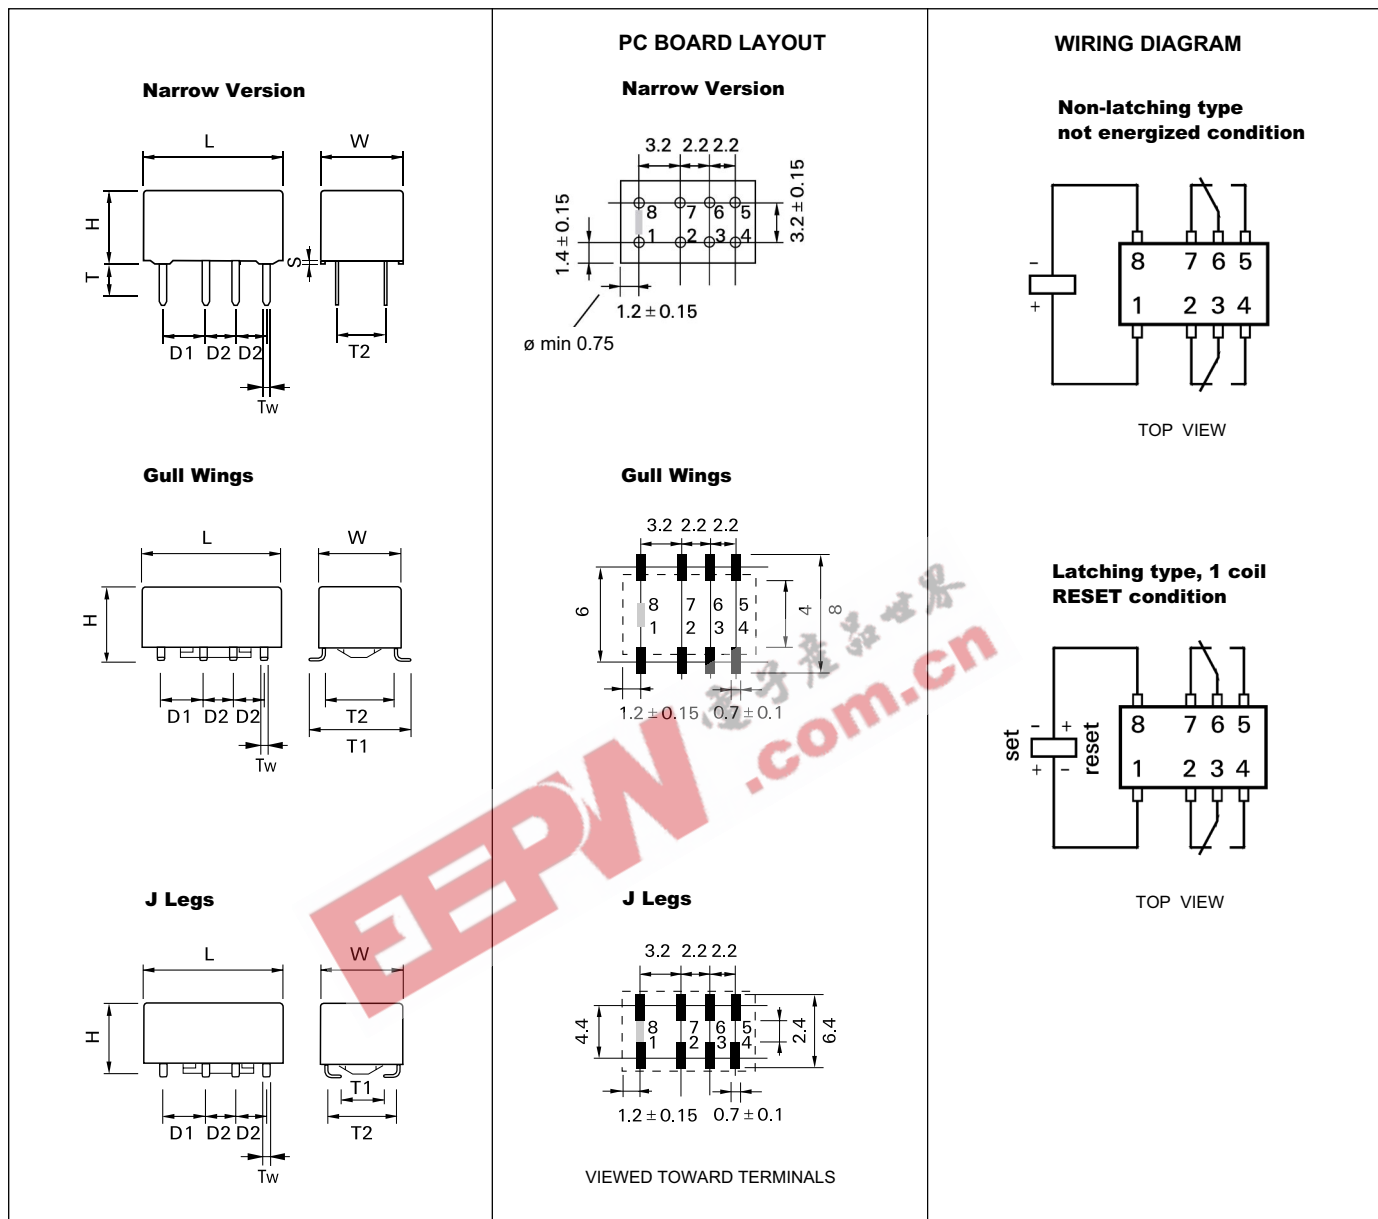 Narrow Version
L
W
H
T
S
D1 D2 D2
T2
Tw
Gull Wings
L
W
H
D1 D2 D2
T2
T1
Tw
J Legs
L
W
H
T1
D1 D2 D2
T2
Tw
PC BOARD LAYOUT
Narrow Version
3.2 2.2 2.2
8 7 6 5
1 2 3 4
1.4 ± 0.15
3.2 ± 0.15
1.2 ± 0.15
ø min 0.75
Gull Wings
3.2 2.2 2.2
6
8 7 6 5
1 2 3 4
4
8
1.2 ± 0.15 0.7 ± 0.1
J Legs
3.2 2.2 2.2
4.4
8 7 6 5
1 2 3 4
2.4
6.4
1.2 ± 0.15 0.7 ± 0.1
VIEWED TOWARD TERMINALS
WIRING DIAGRAM
Non-latching type
not energized condition
-
+
8 7 6 5
1 2 3 4
TOP VIEW
Latching type, 1 coil
RESET condition
set
- +
+ -
reset
8 7 6 5
1 2 3 4
TOP VIEW
EEPW
.com.cn
電子產品世界